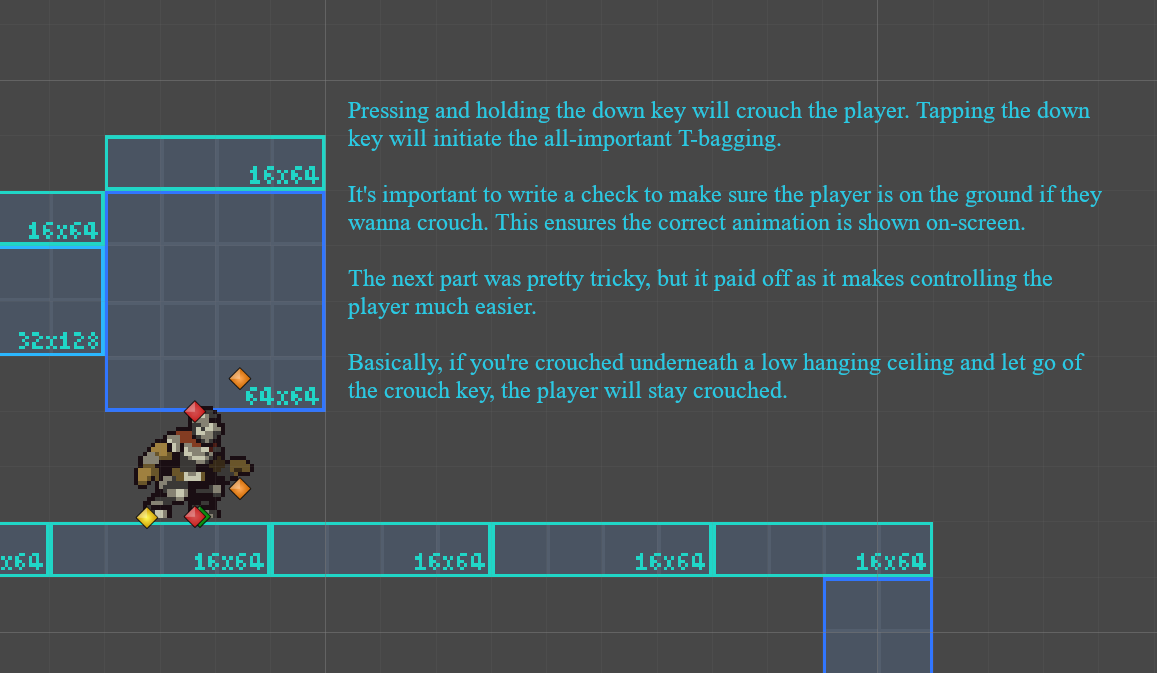 Pressing and holding the down key will crouch the player. Tapping the down
key will initiate the all-important T-bagging.
16x64
It's important to write a check to make sure the player is on the ground if they
wanna crouch. This ensures the correct animation is shown on-screen.
16x64
The next part was pretty tricky, but it paid off as it makes controlling the
player much easier.
32x128
Basically, if you're crouched underneath a low hanging ceiling and let go of
the crouch key, the player will stay crouched.
64x64
x64 16x64 16x64 16x64 16x64